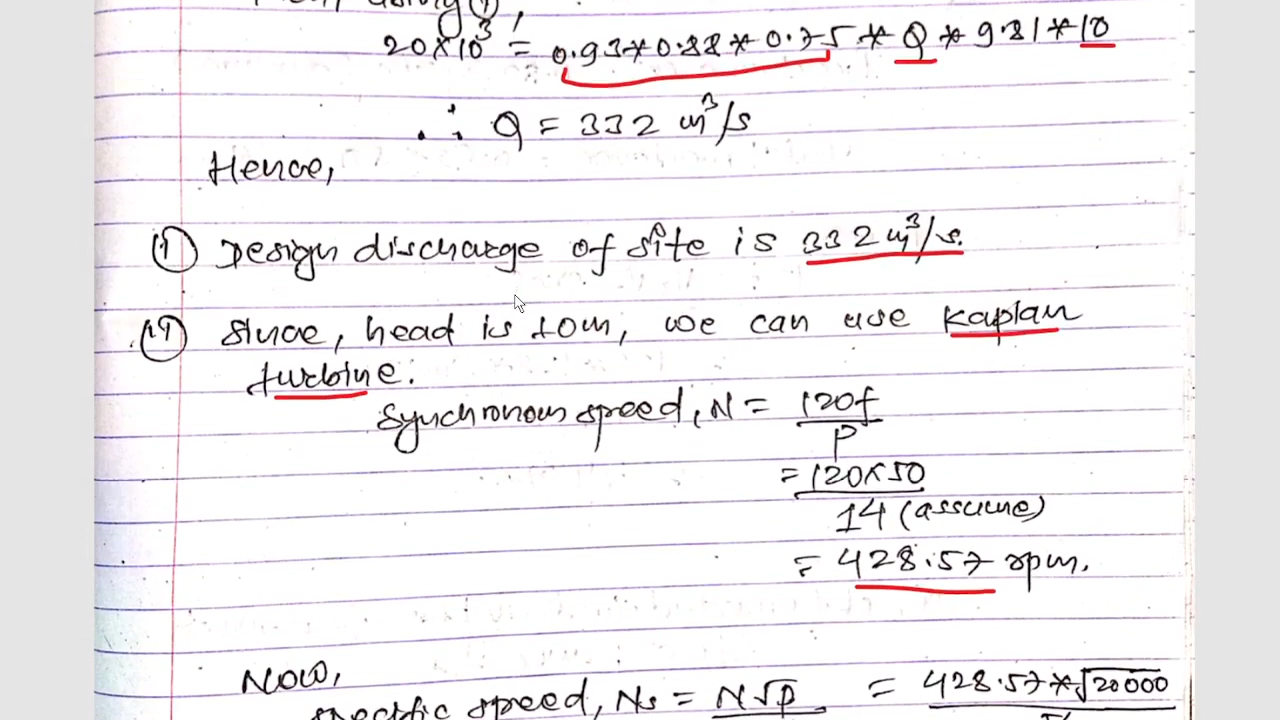 20×10³ = 0.93*0.88*0.75 * Q * 9.81*10
∴ Q = 332 m³/s
Hence,
(i) Design discharge of site is 332 m³/s.
(ii) Since, head is 10m, we can use Kaplan
turbine.
Synchronous speed, N = 120f
P
= 120×50
14 (assume)
= 428.57 rpm.
Now,
specific speed, Ns = N√P = 428.57*√20000